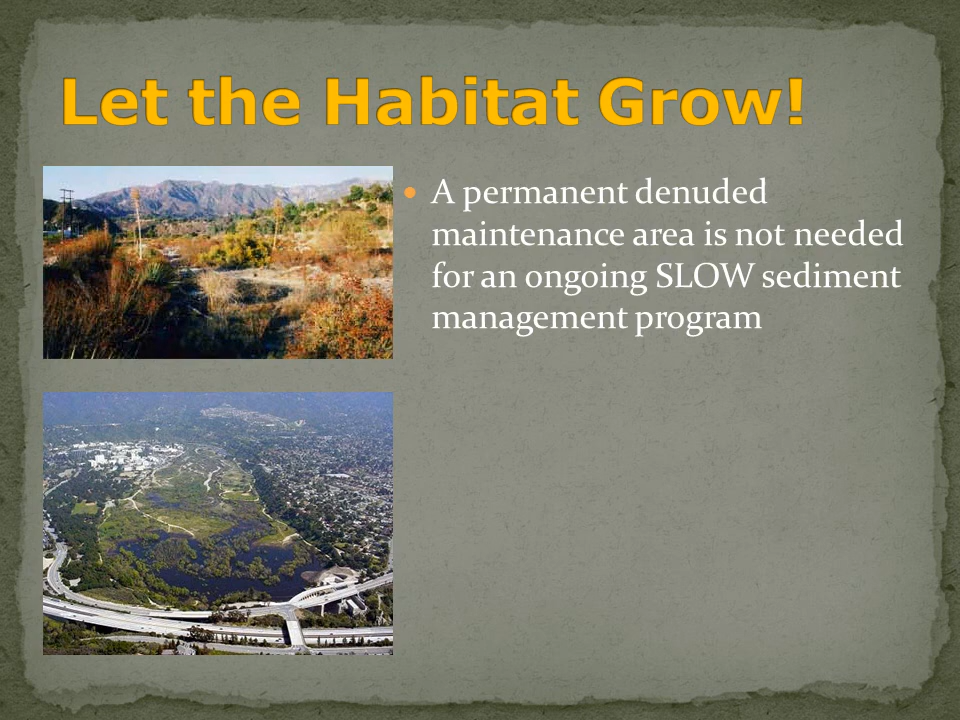 Let the Habitat Grow!
A permanent denuded
maintenance area is not needed
for an ongoing SLOW sediment
management program